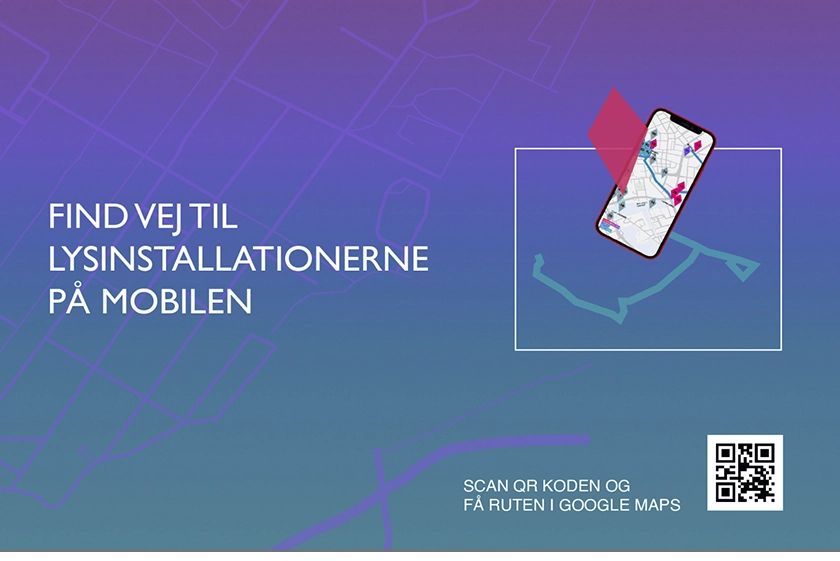 FIND VEJ TIL
LYSINSTALLATIONERNE
PÅ MOBILEN
SCAN QR KODEN OG
FÅ RUTEN I GOOGLE MAPS